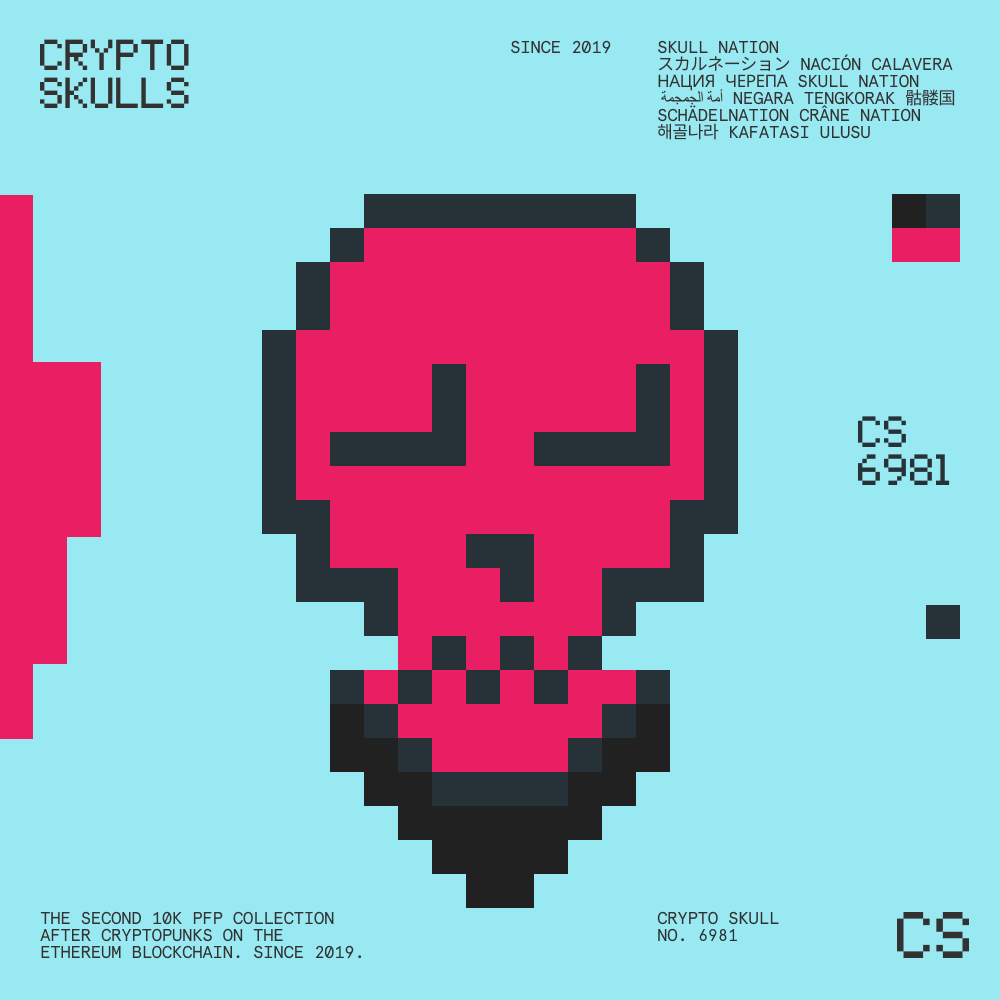 CRYPTO
SKULLS
SINCE 2019
SKULL NATION
スカルネーション NACIÓN CALAVERA
НАЦИЯ ЧЕРЕПА SKULL NATION
أمة الجمجمة NEGARA TENGKORAK 骷髅国
SCHÄDELNATION CRÂNE NATION
해골나라 KAFATASI ULUSU
CS
6981
THE SECOND 10K PFP COLLECTION
AFTER CRYPTOPUNKS ON THE
ETHEREUM BLOCKCHAIN. SINCE 2019.
CRYPTO SKULL
NO. 6981
CS